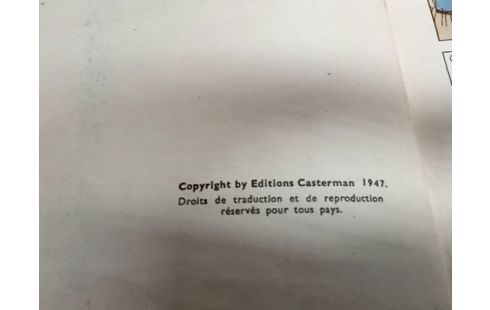 Copyright by Editions Casterman 1947.
Droits de traduction et de reproduction
réservés pour tous pays.